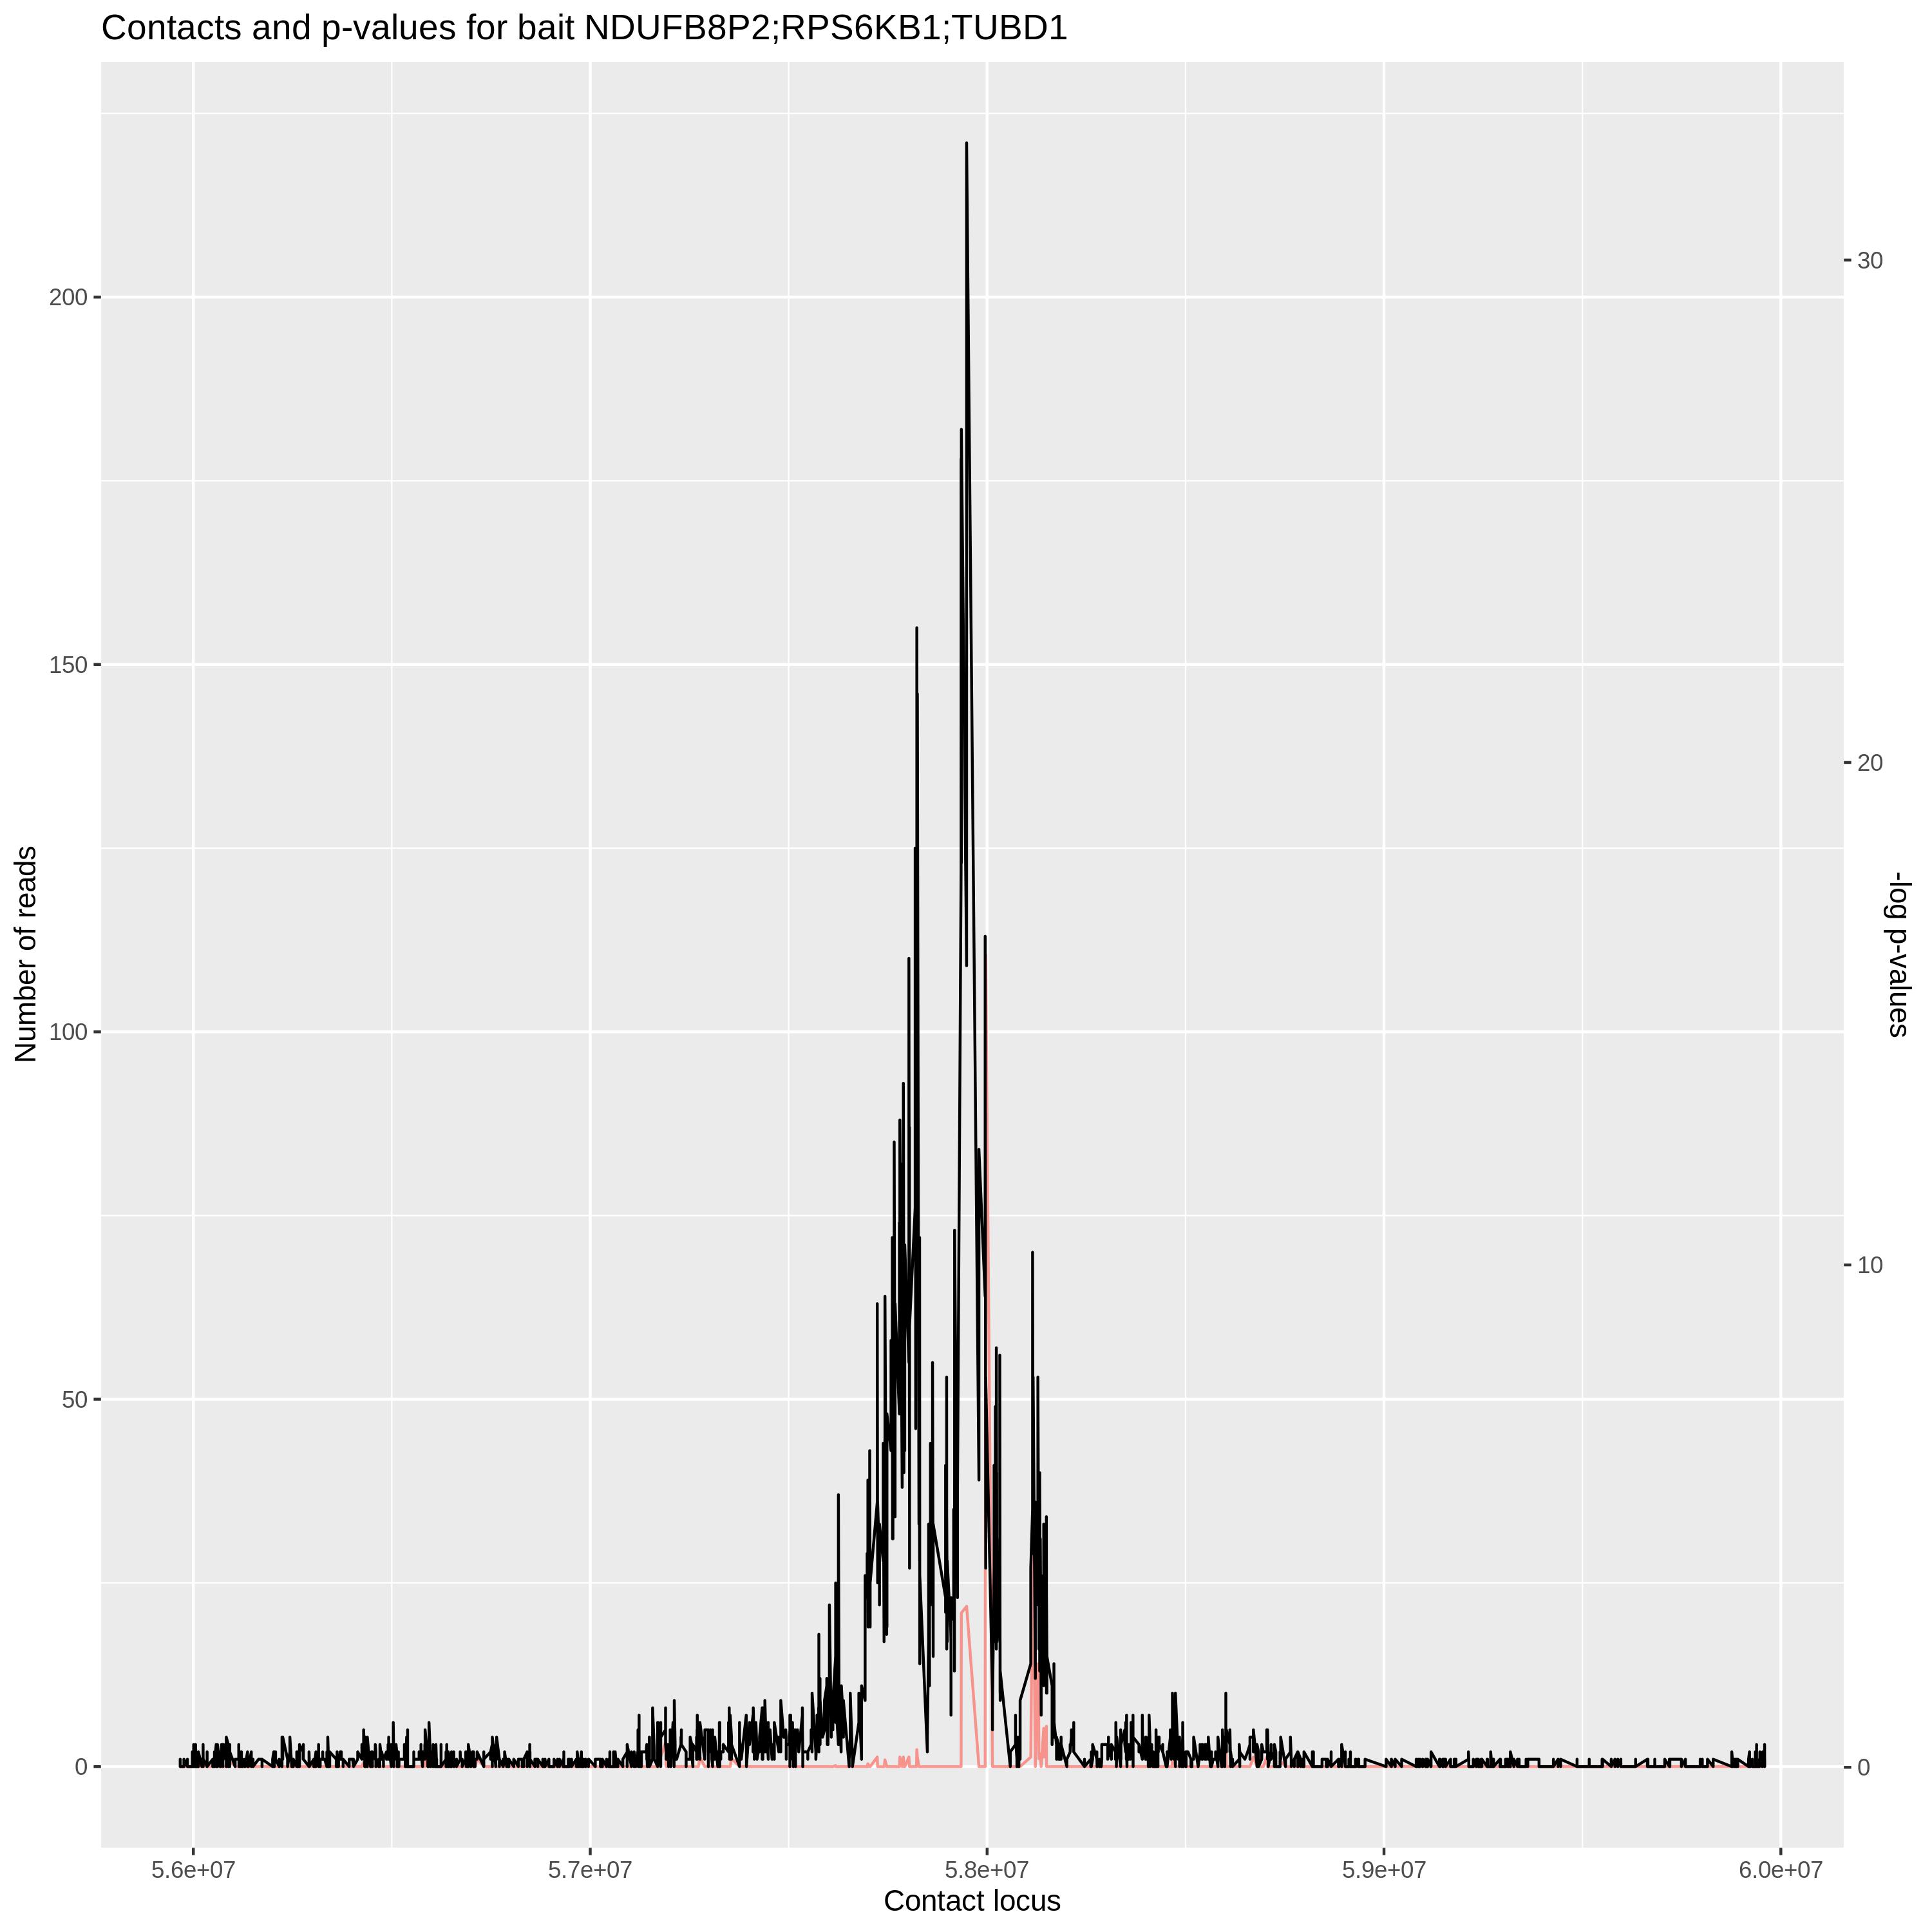 Contacts and p-values for bait NDUFB8P2;RPS6KB1;TUBD1
200
150
100
50
0
30
20
10
0
Number of reads
-log p-values
5.6e+07 5.7e+07 5.8e+07 5.9e+07 6.0e+07
Contact locus